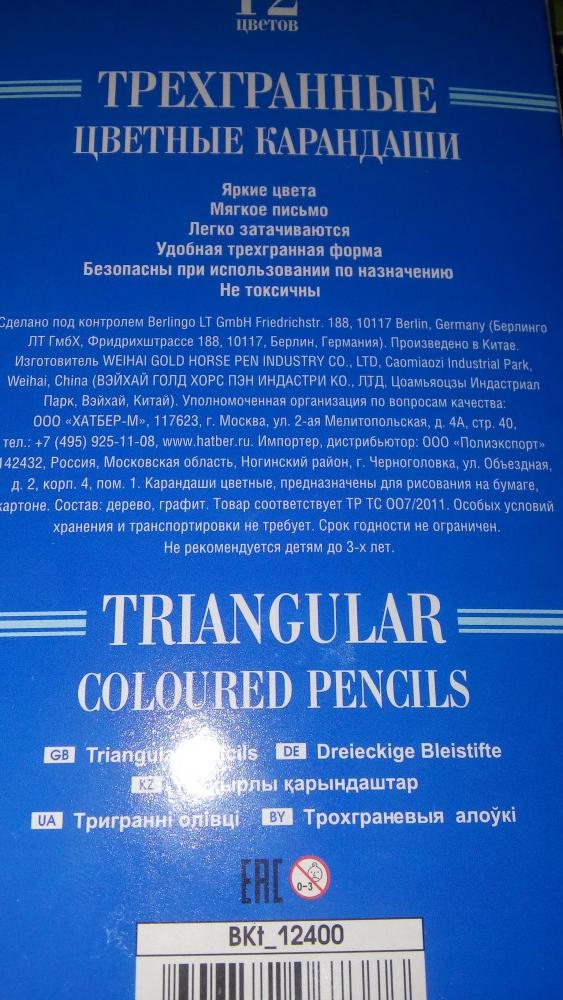 12
цветов
ТРЕХГРАННЫЕ
ЦВЕТНЫЕ КАРАНДАШИ
Яркие цвета
Мягкое письмо
Легко затачиваются
Удобная трехгранная форма
Безопасны при использовании по назначению
Не токсичны
Сделано под контролем Berlingo LT GmbH Friedrichstr. 188, 10117 Berlin, Germany (Берлинго
ЛТ ГмбХ, Фридрихштрассе 188, 10117, Берлин, Германия). Произведено в Китае.
Изготовитель WEIHAI GOLD HORSE PEN INDUSTRY CO., LTD, Caomiaozi Industrial Park,
Weihai, China (ВЭЙХАЙ ГОЛД ХОРС ПЭН ИНДАСТРИ КО., ЛТД, Цоамьяоцзы Индастриал
Парк, Вэйхай, Китай). Уполномоченная организация по вопросам качества:
ООО «ХАТБЕР-М», 117623, г. Москва, ул. 2-ая Мелитопольская, д. 4А, стр. 40,
тел.: +7 (495) 925-11-08, www.hatber.ru. Импортер, дистрибьютор: ООО «Полиэкспорт»
142432, Россия, Московская область, Ногинский район, г. Черноголовка, ул. Объездная,
д. 2, корп. 4, пом. 1. Карандаши цветные, предназначены для рисования на бумаге,
картоне. Состав: дерево, графит. Товар соответствует ТР ТС 007/2011. Особых условий
хранения и транспортировки не требует. Срок годности не ограничен.
Не рекомендуется детям до 3-х лет.
TRIANGULAR
COLOURED PENCILS
GB Triangular pencils DE Dreieckige Bleistifte
KZ қарындаштар
UA Тригранні олівці BY Трохграневыя алоўкі
EAC 0-3
BKt_12400